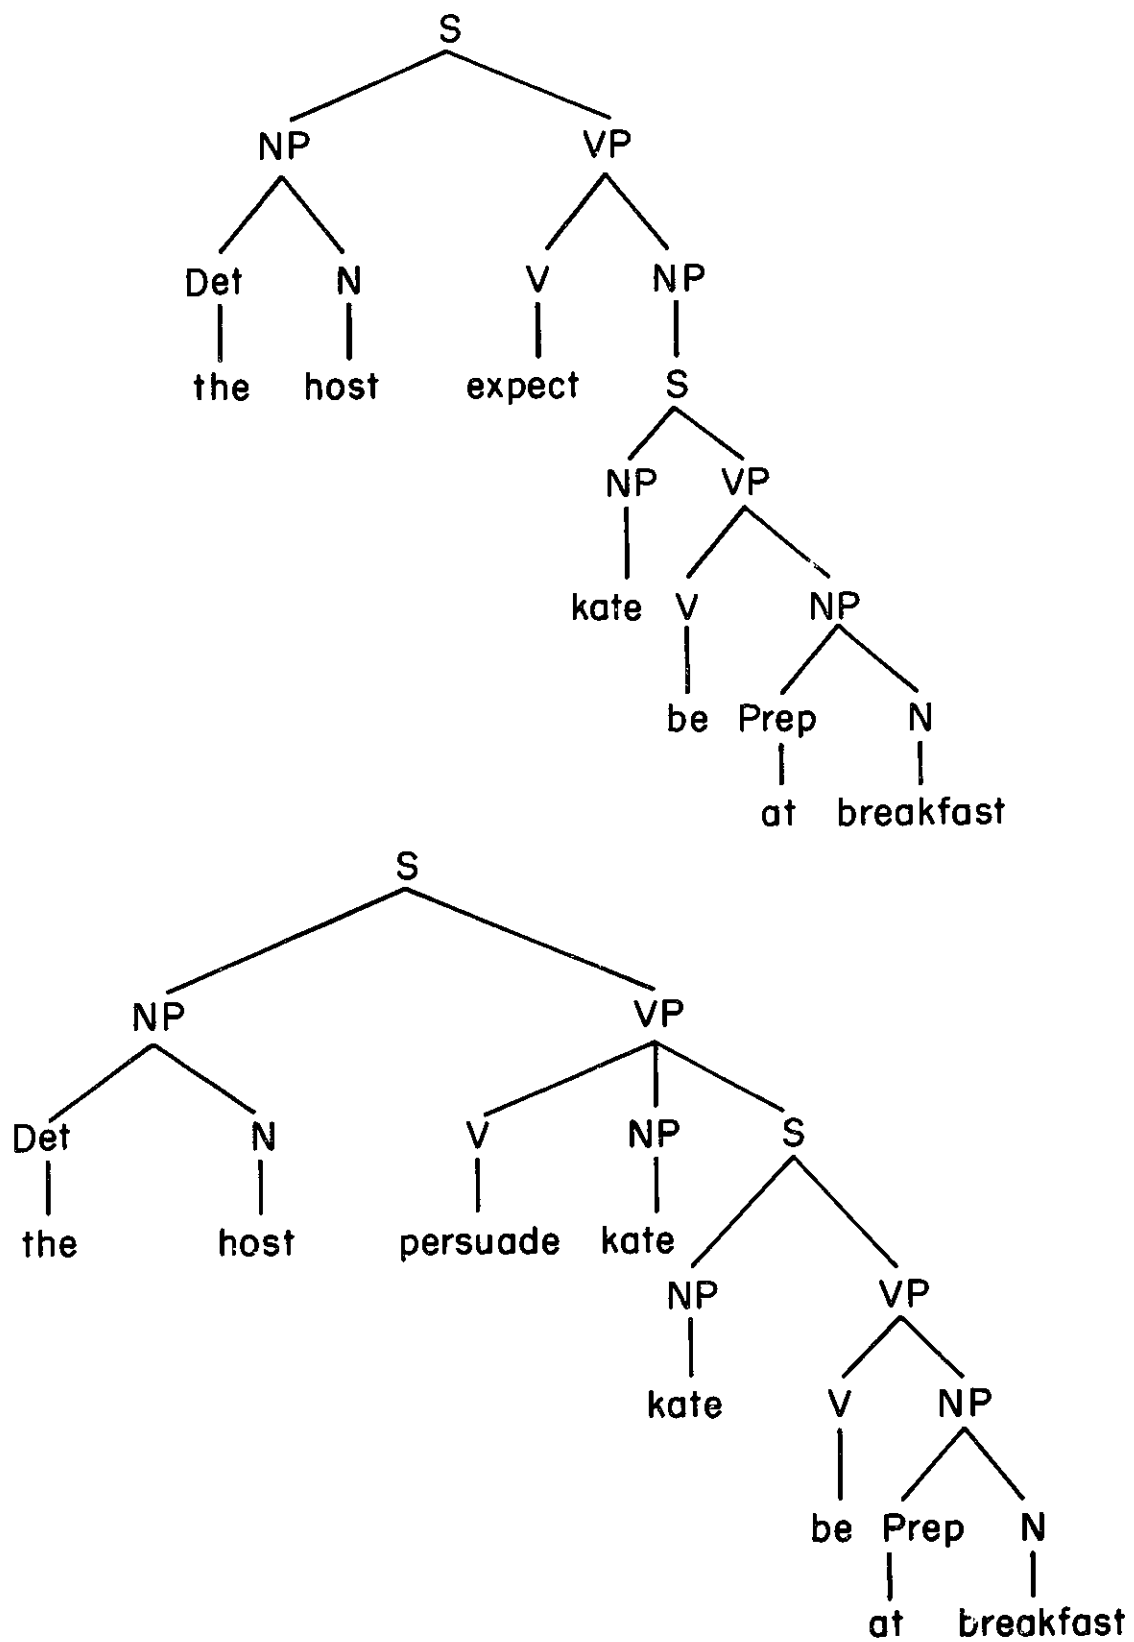 S
NP VP
Det N V NP
the host expect S
NP VP
kate V NP
be Prep N
at breakfast
S
NP VP
Det N V NP S
the host persuade kate
NP VP
kate V NP
be Prep N
at breakfast